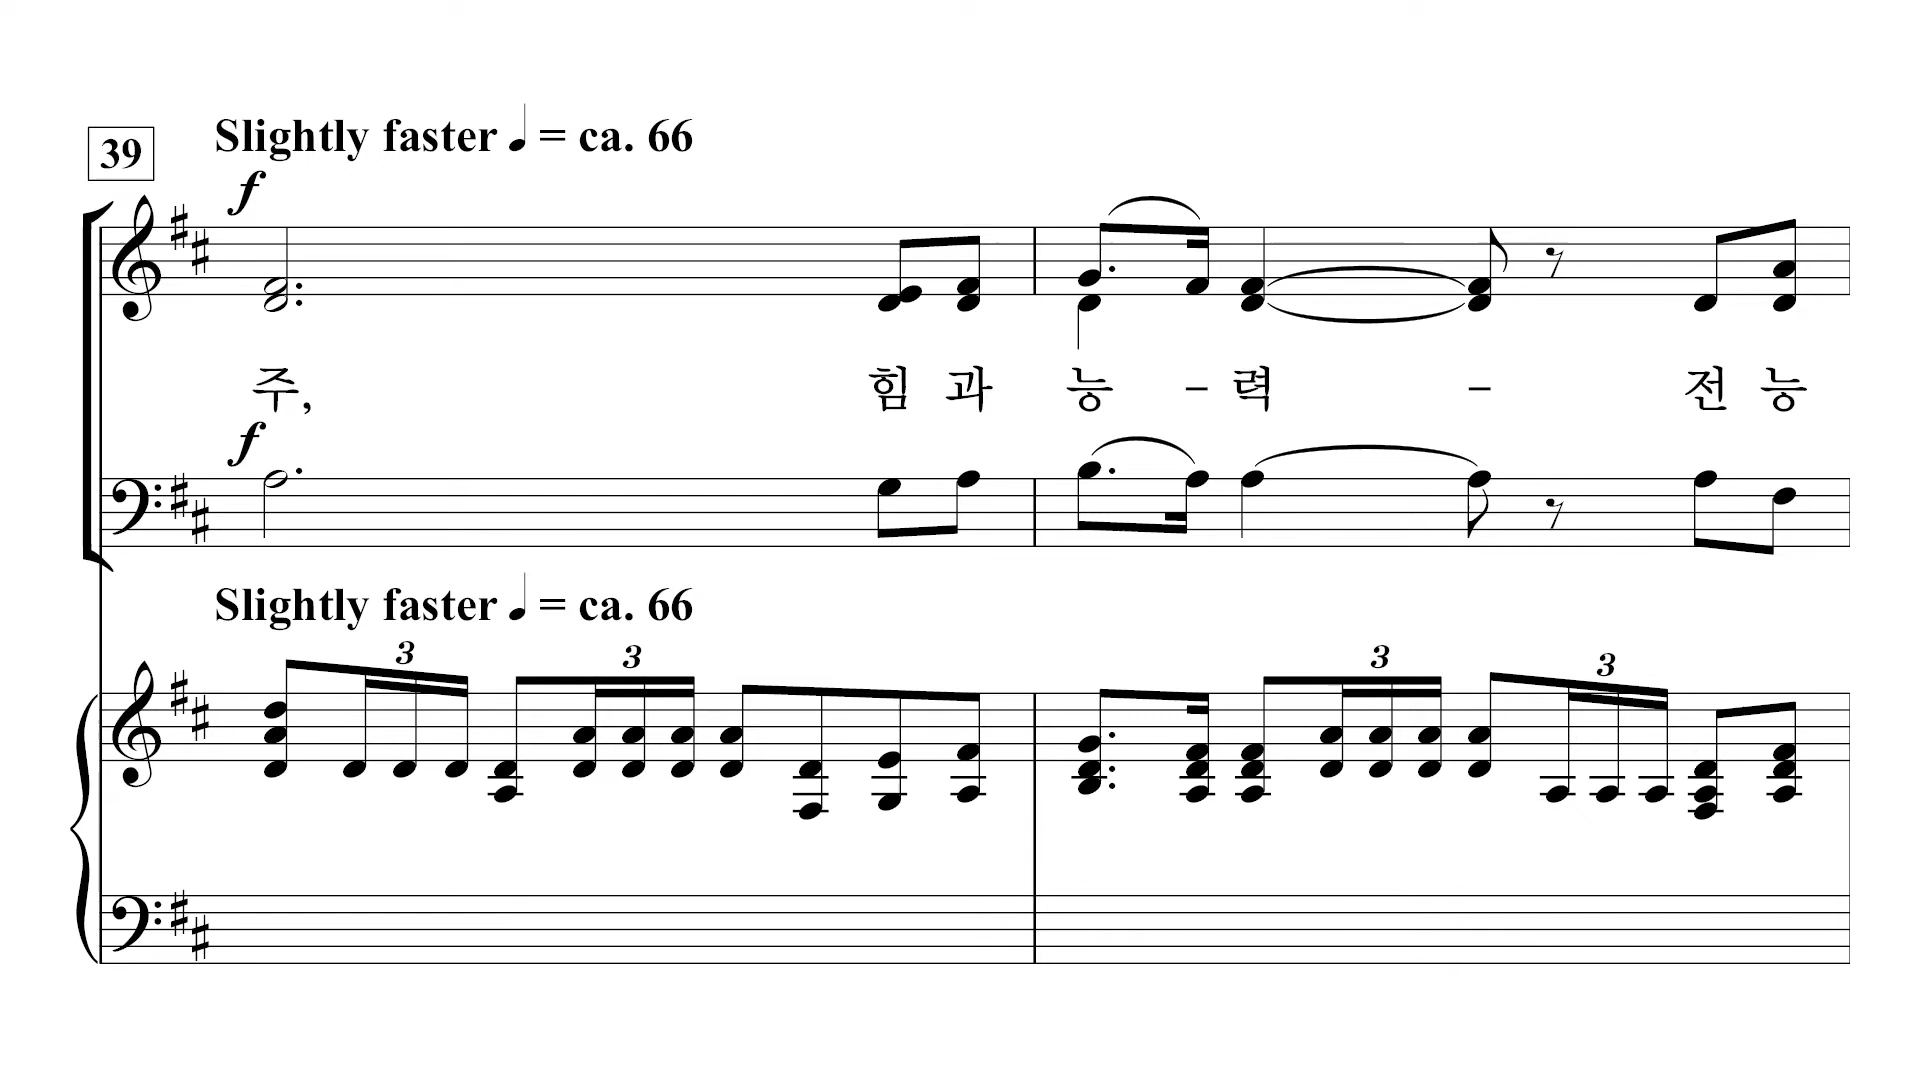 39
Slightly faster ♩ = ca. 66
f
주, 힘 과 능 - 력 - 전 능
f
Slightly faster ♩ = ca. 66
3 3 3 3